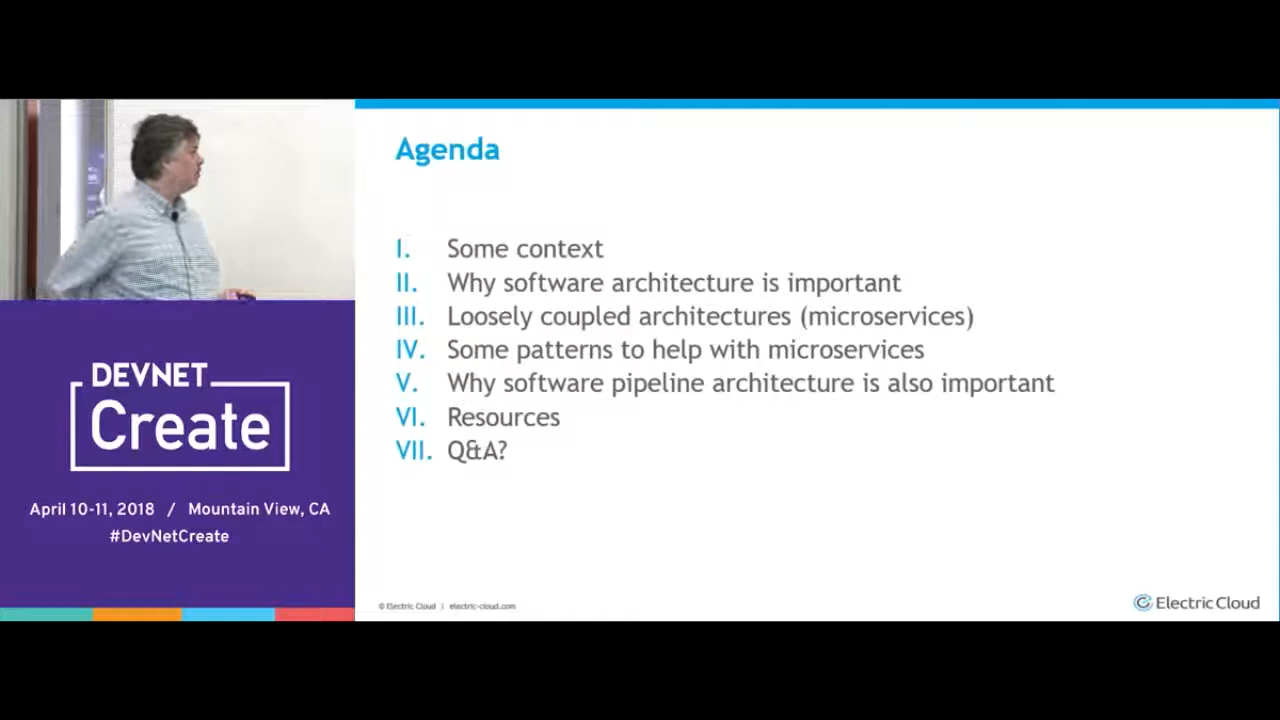 Agenda
I. Some context
II. Why software architecture is important
III. Loosely coupled architectures (microservices)
IV. Some patterns to help with microservices
V. Why software pipeline architecture is also important
VI. Resources
VII. Q&A?
DEVNET
Create
April 10-11, 2018 / Mountain View, CA
#DevNetCreate
© Electric Cloud | electric-cloud.com
Electric Cloud